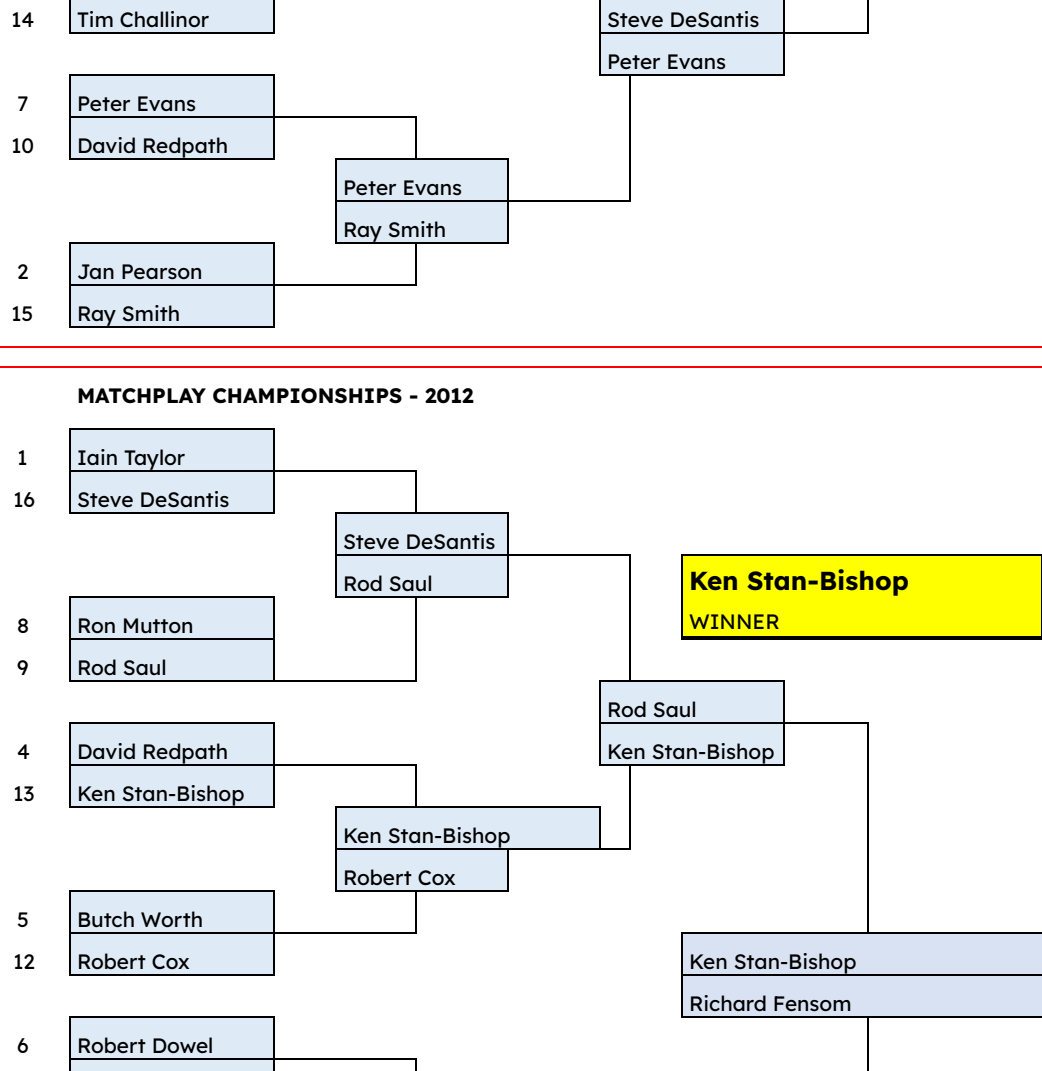 14 Tim Challinor Steve DeSantis
Peter Evans
7 Peter Evans
10 David Redpath
Peter Evans
Ray Smith
2 Jan Pearson
15 Ray Smith
MATCHPLAY CHAMPIONSHIPS - 2012
1 Iain Taylor
16 Steve DeSantis
Steve DeSantis
Rod Saul
Ken Stan-Bishop
WINNER
8 Ron Mutton
9 Rod Saul
Rod Saul
4 David Redpath Ken Stan-Bishop
13 Ken Stan-Bishop
Ken Stan-Bishop
Robert Cox
5 Butch Worth
12 Robert Cox Ken Stan-Bishop
Richard Fensom
6 Robert Dowel